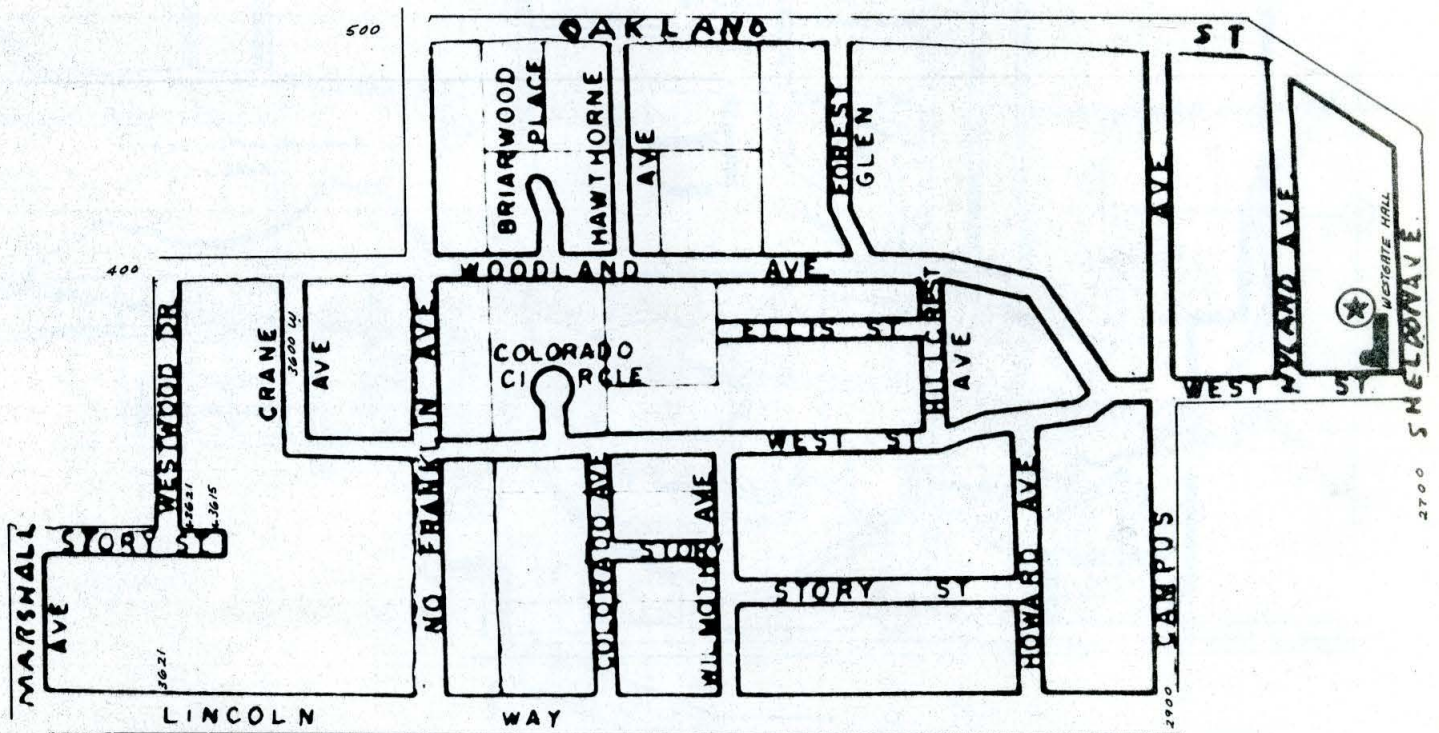 500
OAKLAND ST
BRIARWOOD PLACE
HAWTHORNE AVE
FOREST GLEN
AVE
HYLAND AVE.
WESTGATE HALL
SHELDON AVE.
400
WOODLAND AVE
WESTWOOD DR
CRANE AVE
3600 W
NO. FRANKLIN AVE
COLORADO CIRCLE
ELLIS ST
HILLCREST AVE
WEST ST.
WEST ST
2700
3621
3615
MARSHALL AVE
STORY ST
COLORADO AVE
STORY
WILMOTH AVE
STORY ST
HOWARD AVE
CAMPUS
3621
2900
LINCOLN WAY